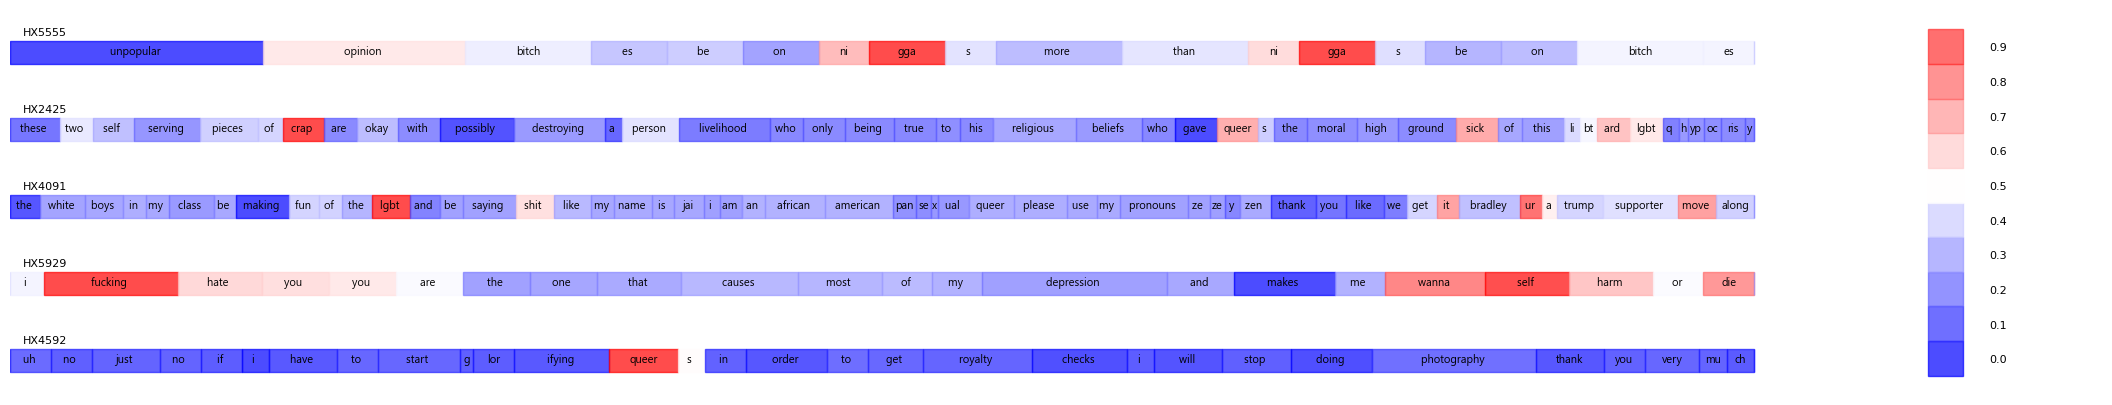 HX5555
unpopular opinion bitch es be on ni gga s more than ni gga s be on bitch es
HX2425
these two self serving pieces of crap are okay with possibly destroying a person livelihood who only being true to his religious beliefs who gave queer s the moral high ground sick of this li bt ard lgbt q h yp oc ris y
HX4091
the white boys in my class be making fun of the lgbt and be saying shit like my name is jai i am an african american pan se x ual queer please use my pronouns ze ze y zen thank you like we get it bradley ur a trump supporter move along
HX5929
i fucking hate you you are the one that causes most of my depression and makes me wanna self harm or die
HX4592
uh no just no if i have to start g lor ifying queer s in order to get royalty checks i will stop doing photography thank you very mu ch
0.9
0.8
0.7
0.6
0.5
0.4
0.3
0.2
0.1
0.0